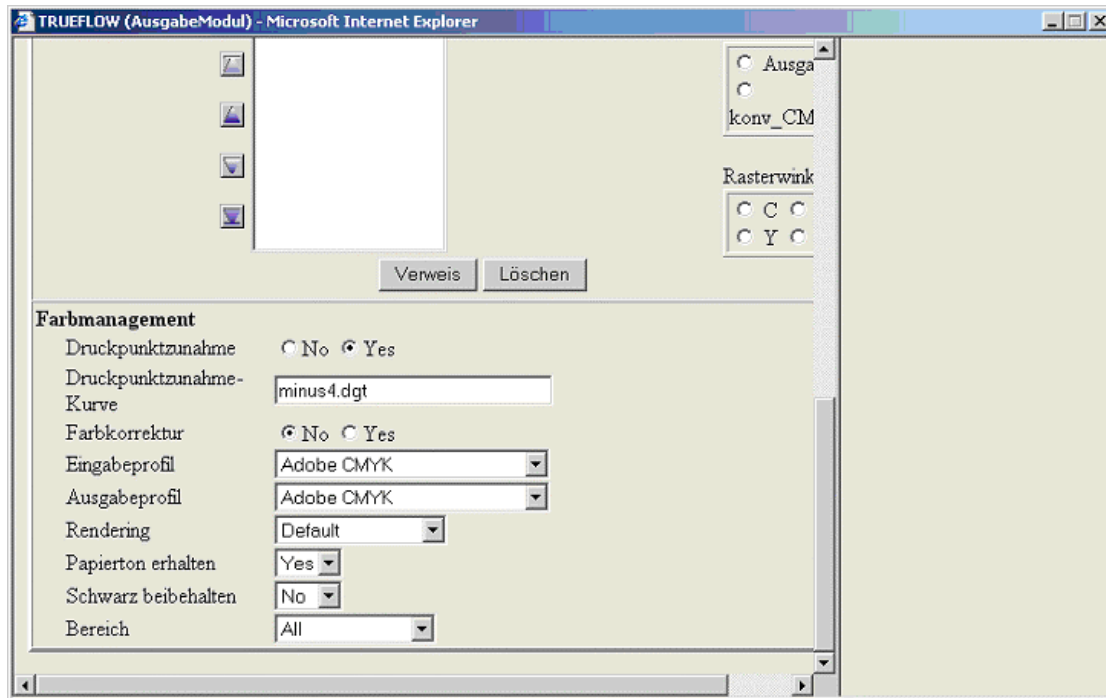 TRUEFLOW (AusgabeModul) - Microsoft Internet Explorer
Ausga
konv_CM
Rasterwink
C
Y
Verweis Löschen
Farbmanagement
Druckpunktzunahme No Yes
Druckpunktzunahme-
Kurve minus4.dgt
Farbkorrektur No Yes
Eingabeprofil Adobe CMYK
Ausgabeprofil Adobe CMYK
Rendering Default
Papierton erhalten Yes
Schwarz beibehalten No
Bereich All